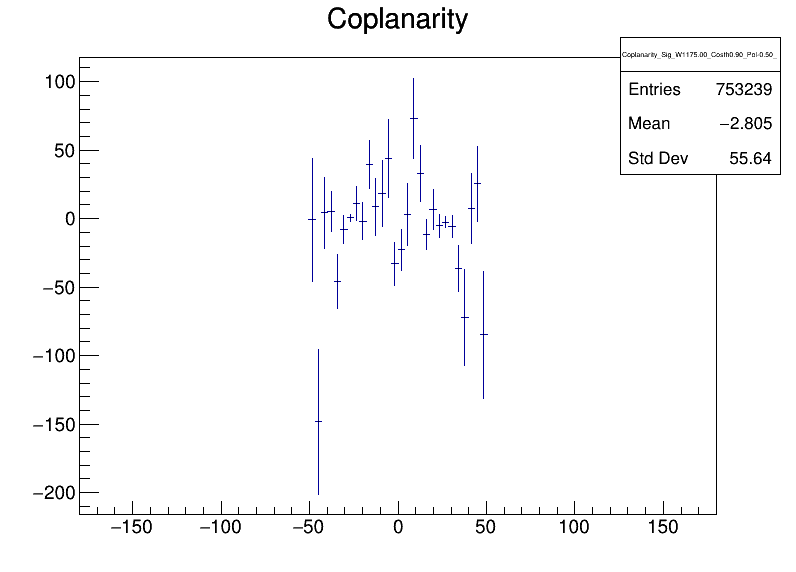 Coplanarity
Coplanarity_Sig_W1175.00_Costh0.90_Pol-0.50_
Entries 753239
Mean −2.805
Std Dev 55.64
100
50
0
−50
−100
−150
−200
−150 −100 −50 0 50 100 150